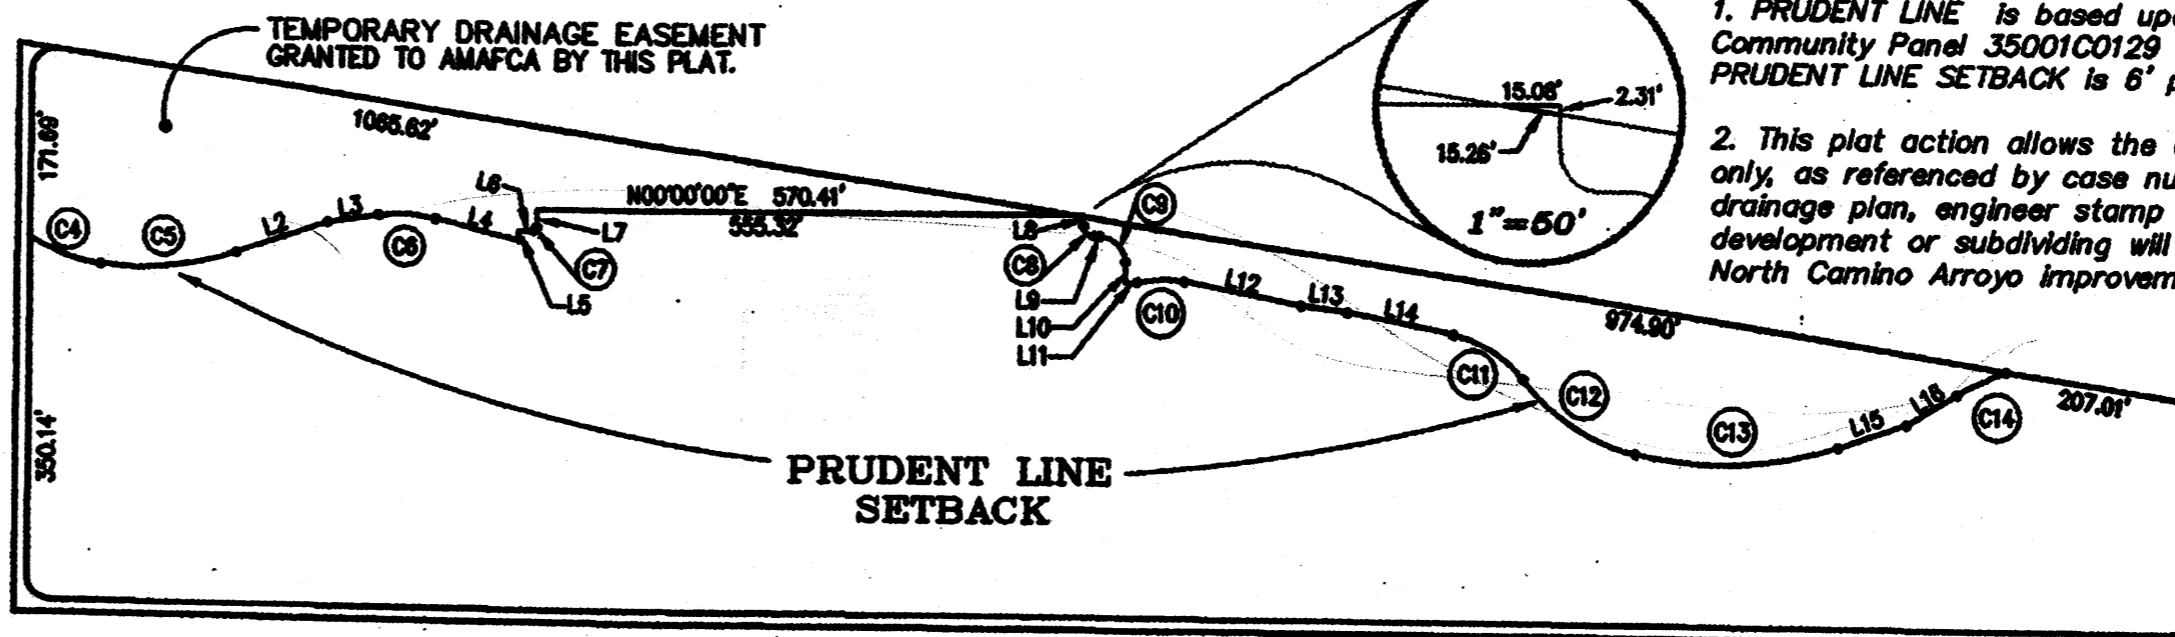 TEMPORARY DRAINAGE EASEMENT
GRANTED TO AMAFCA BY THIS PLAT.
1. PRUDENT LINE is based
Community Panel 35001C0129
PRUDENT LINE SETBACK is 6'
2. This plat action allows the
only, as referenced by case
drainage plan, engineer stamp
development or subdividing will
North Camino Arroyo
15.08'
2.31'
15.26'
1"=50'
171.69'
1065.62'
L6
N00°00'00"E 570.41'
555.32'
C9
C4
C5
L2
L3
C6
L4
L7
C7
L5
L8
C8
L9
L10
L11
C10
L12
L13
L14
974.90'
C11
C12
C13
L15
L16
C14
207.01'
350.14'
PRUDENT LINE
SETBACK